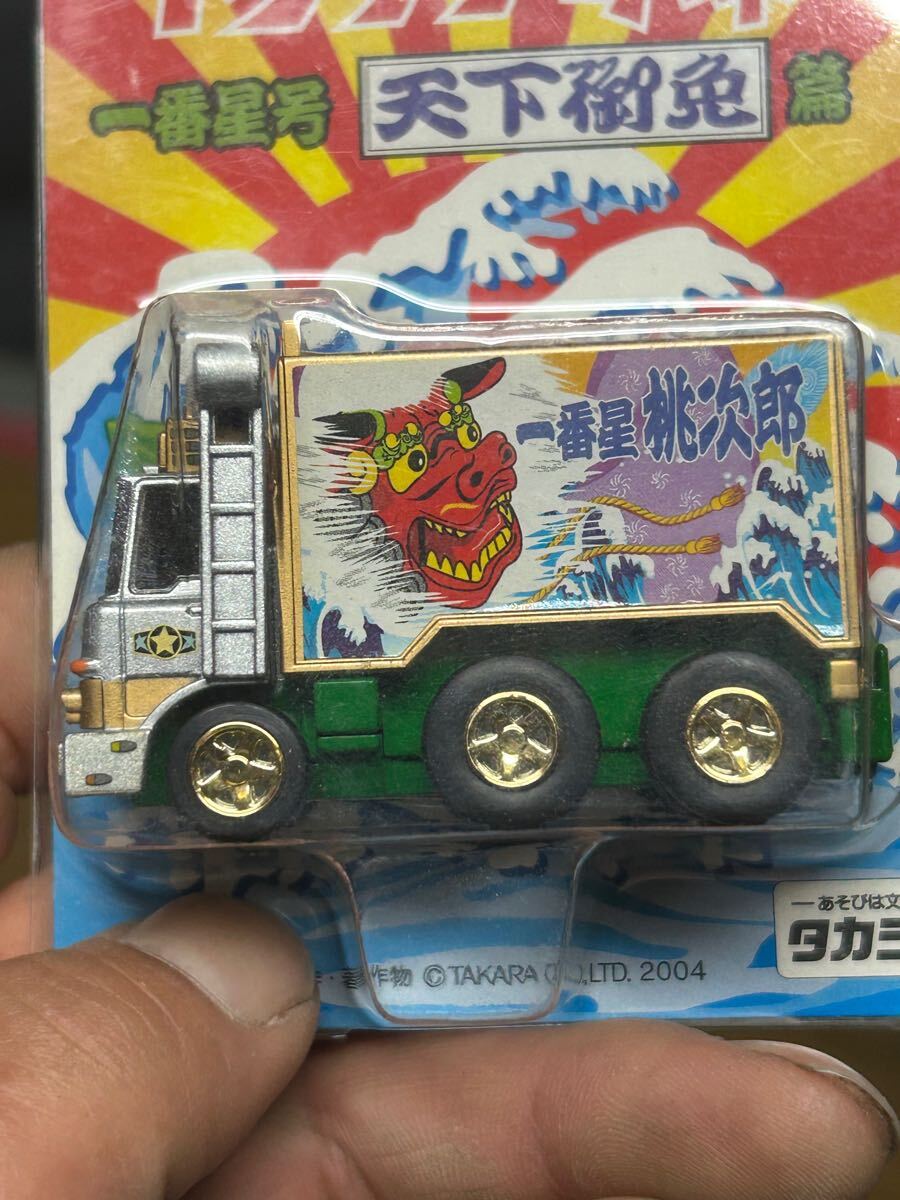 一番星号 天下御免 篇
一番星 桃次郎
あそびは文
タカラ
作物 ©TAKARA CO.,LTD. 2004